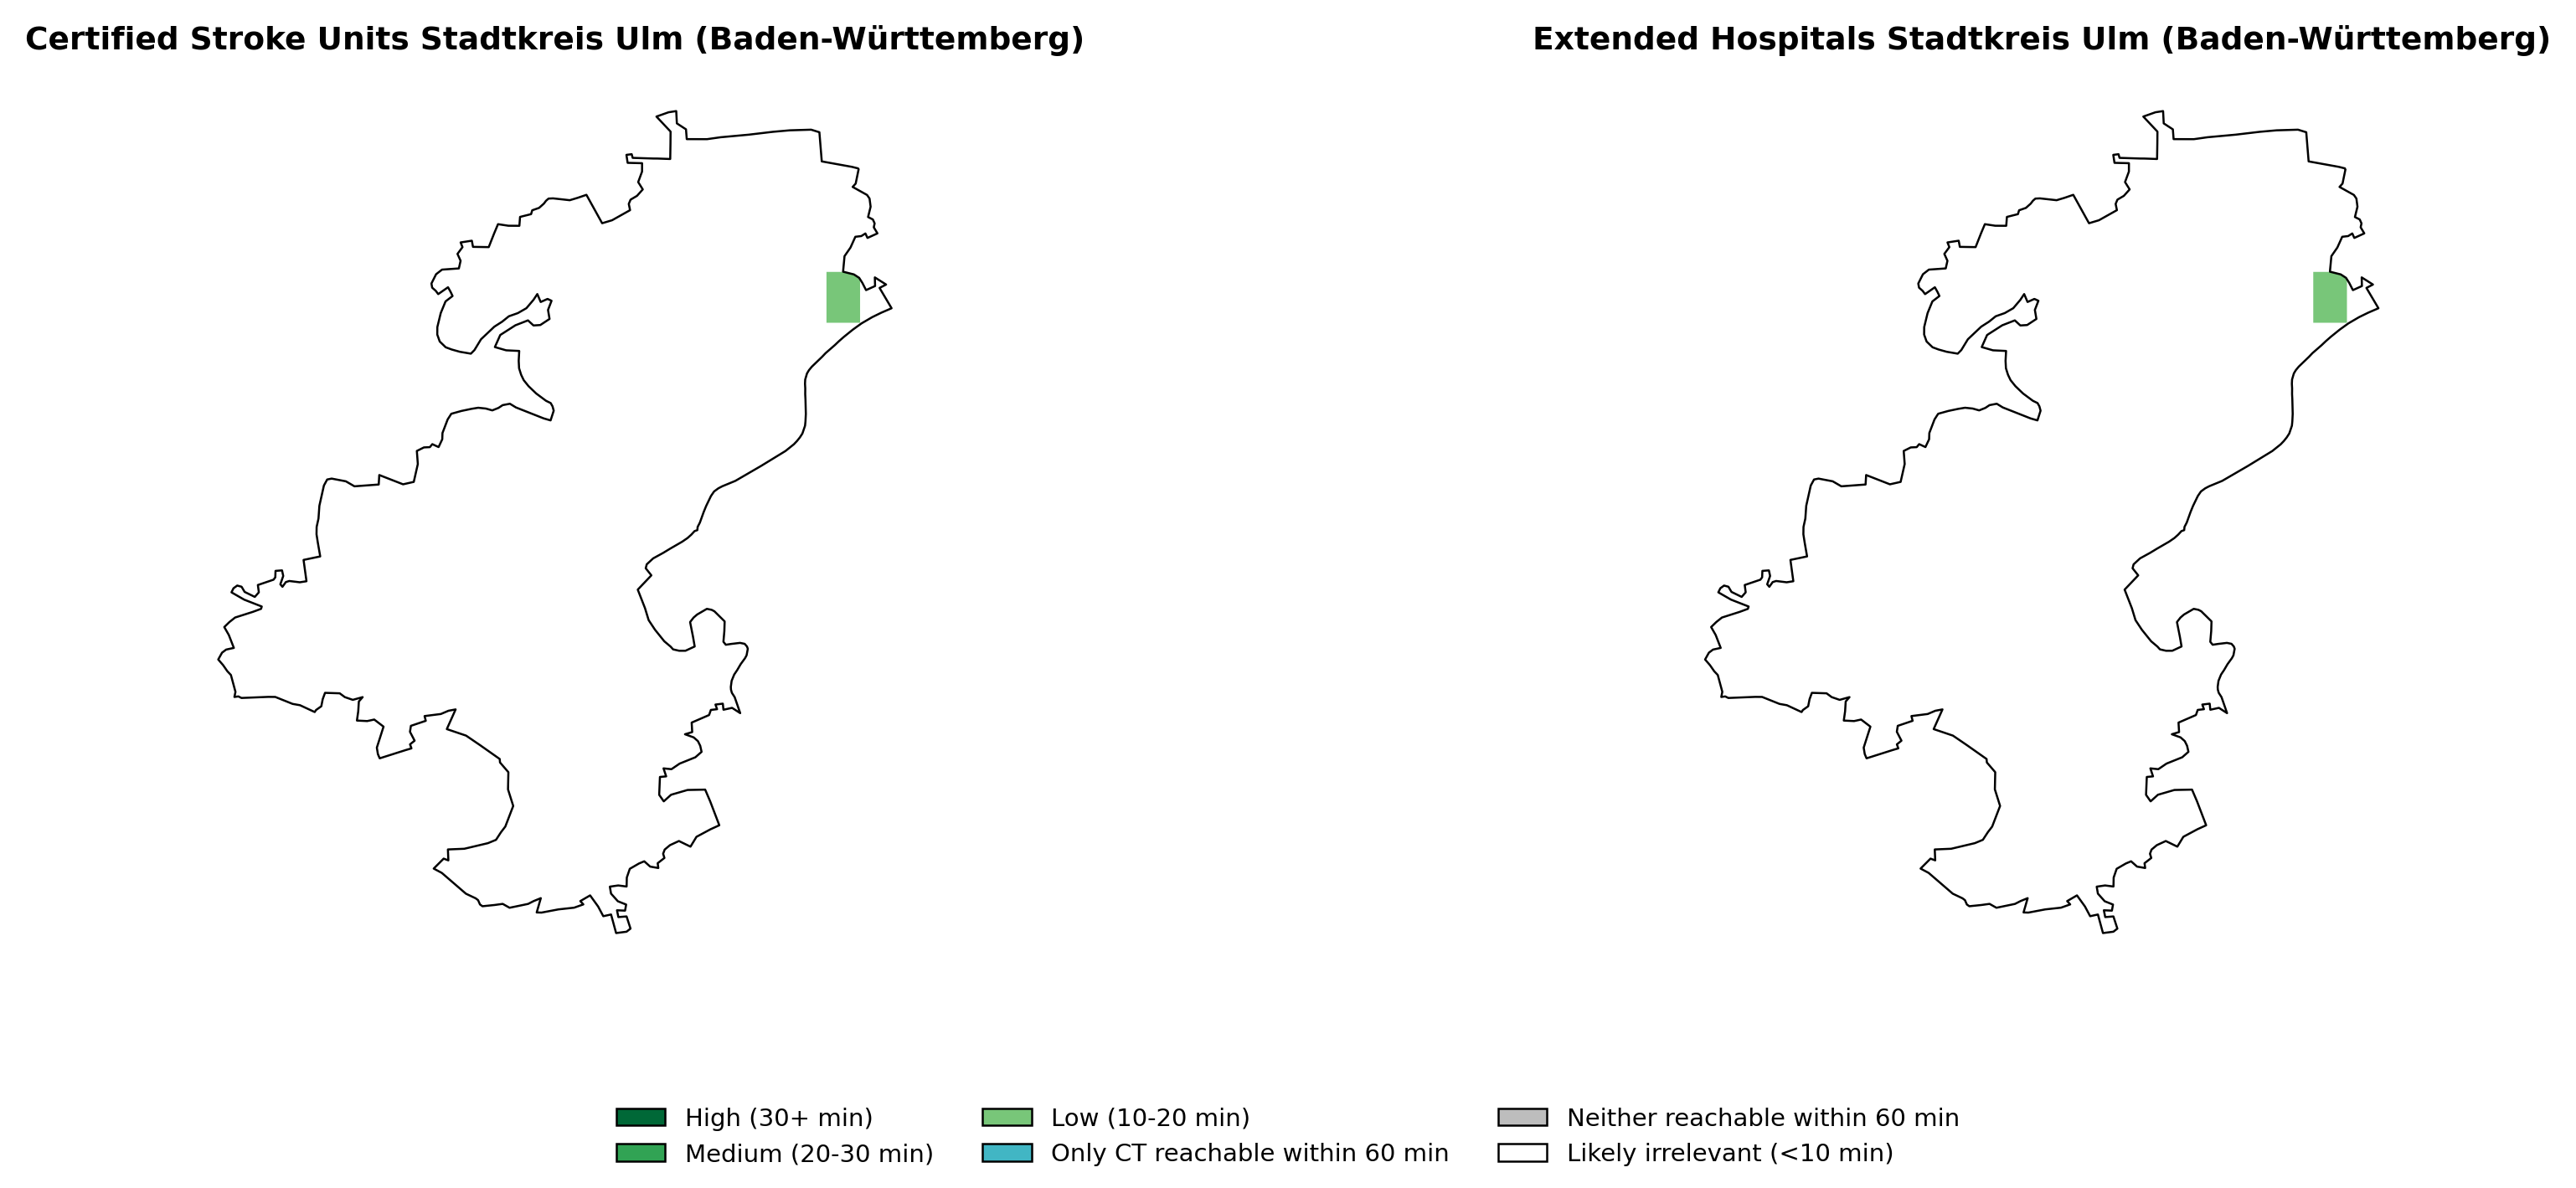 Certified Stroke Units Stadtkreis Ulm (Baden-Württemberg)
Extended Hospitals Stadtkreis Ulm (Baden-Württemberg)
High (30+ min)
Medium (20-30 min)
Low (10-20 min)
Only CT reachable within 60 min
Neither reachable within 60 min
Likely irrelevant (<10 min)